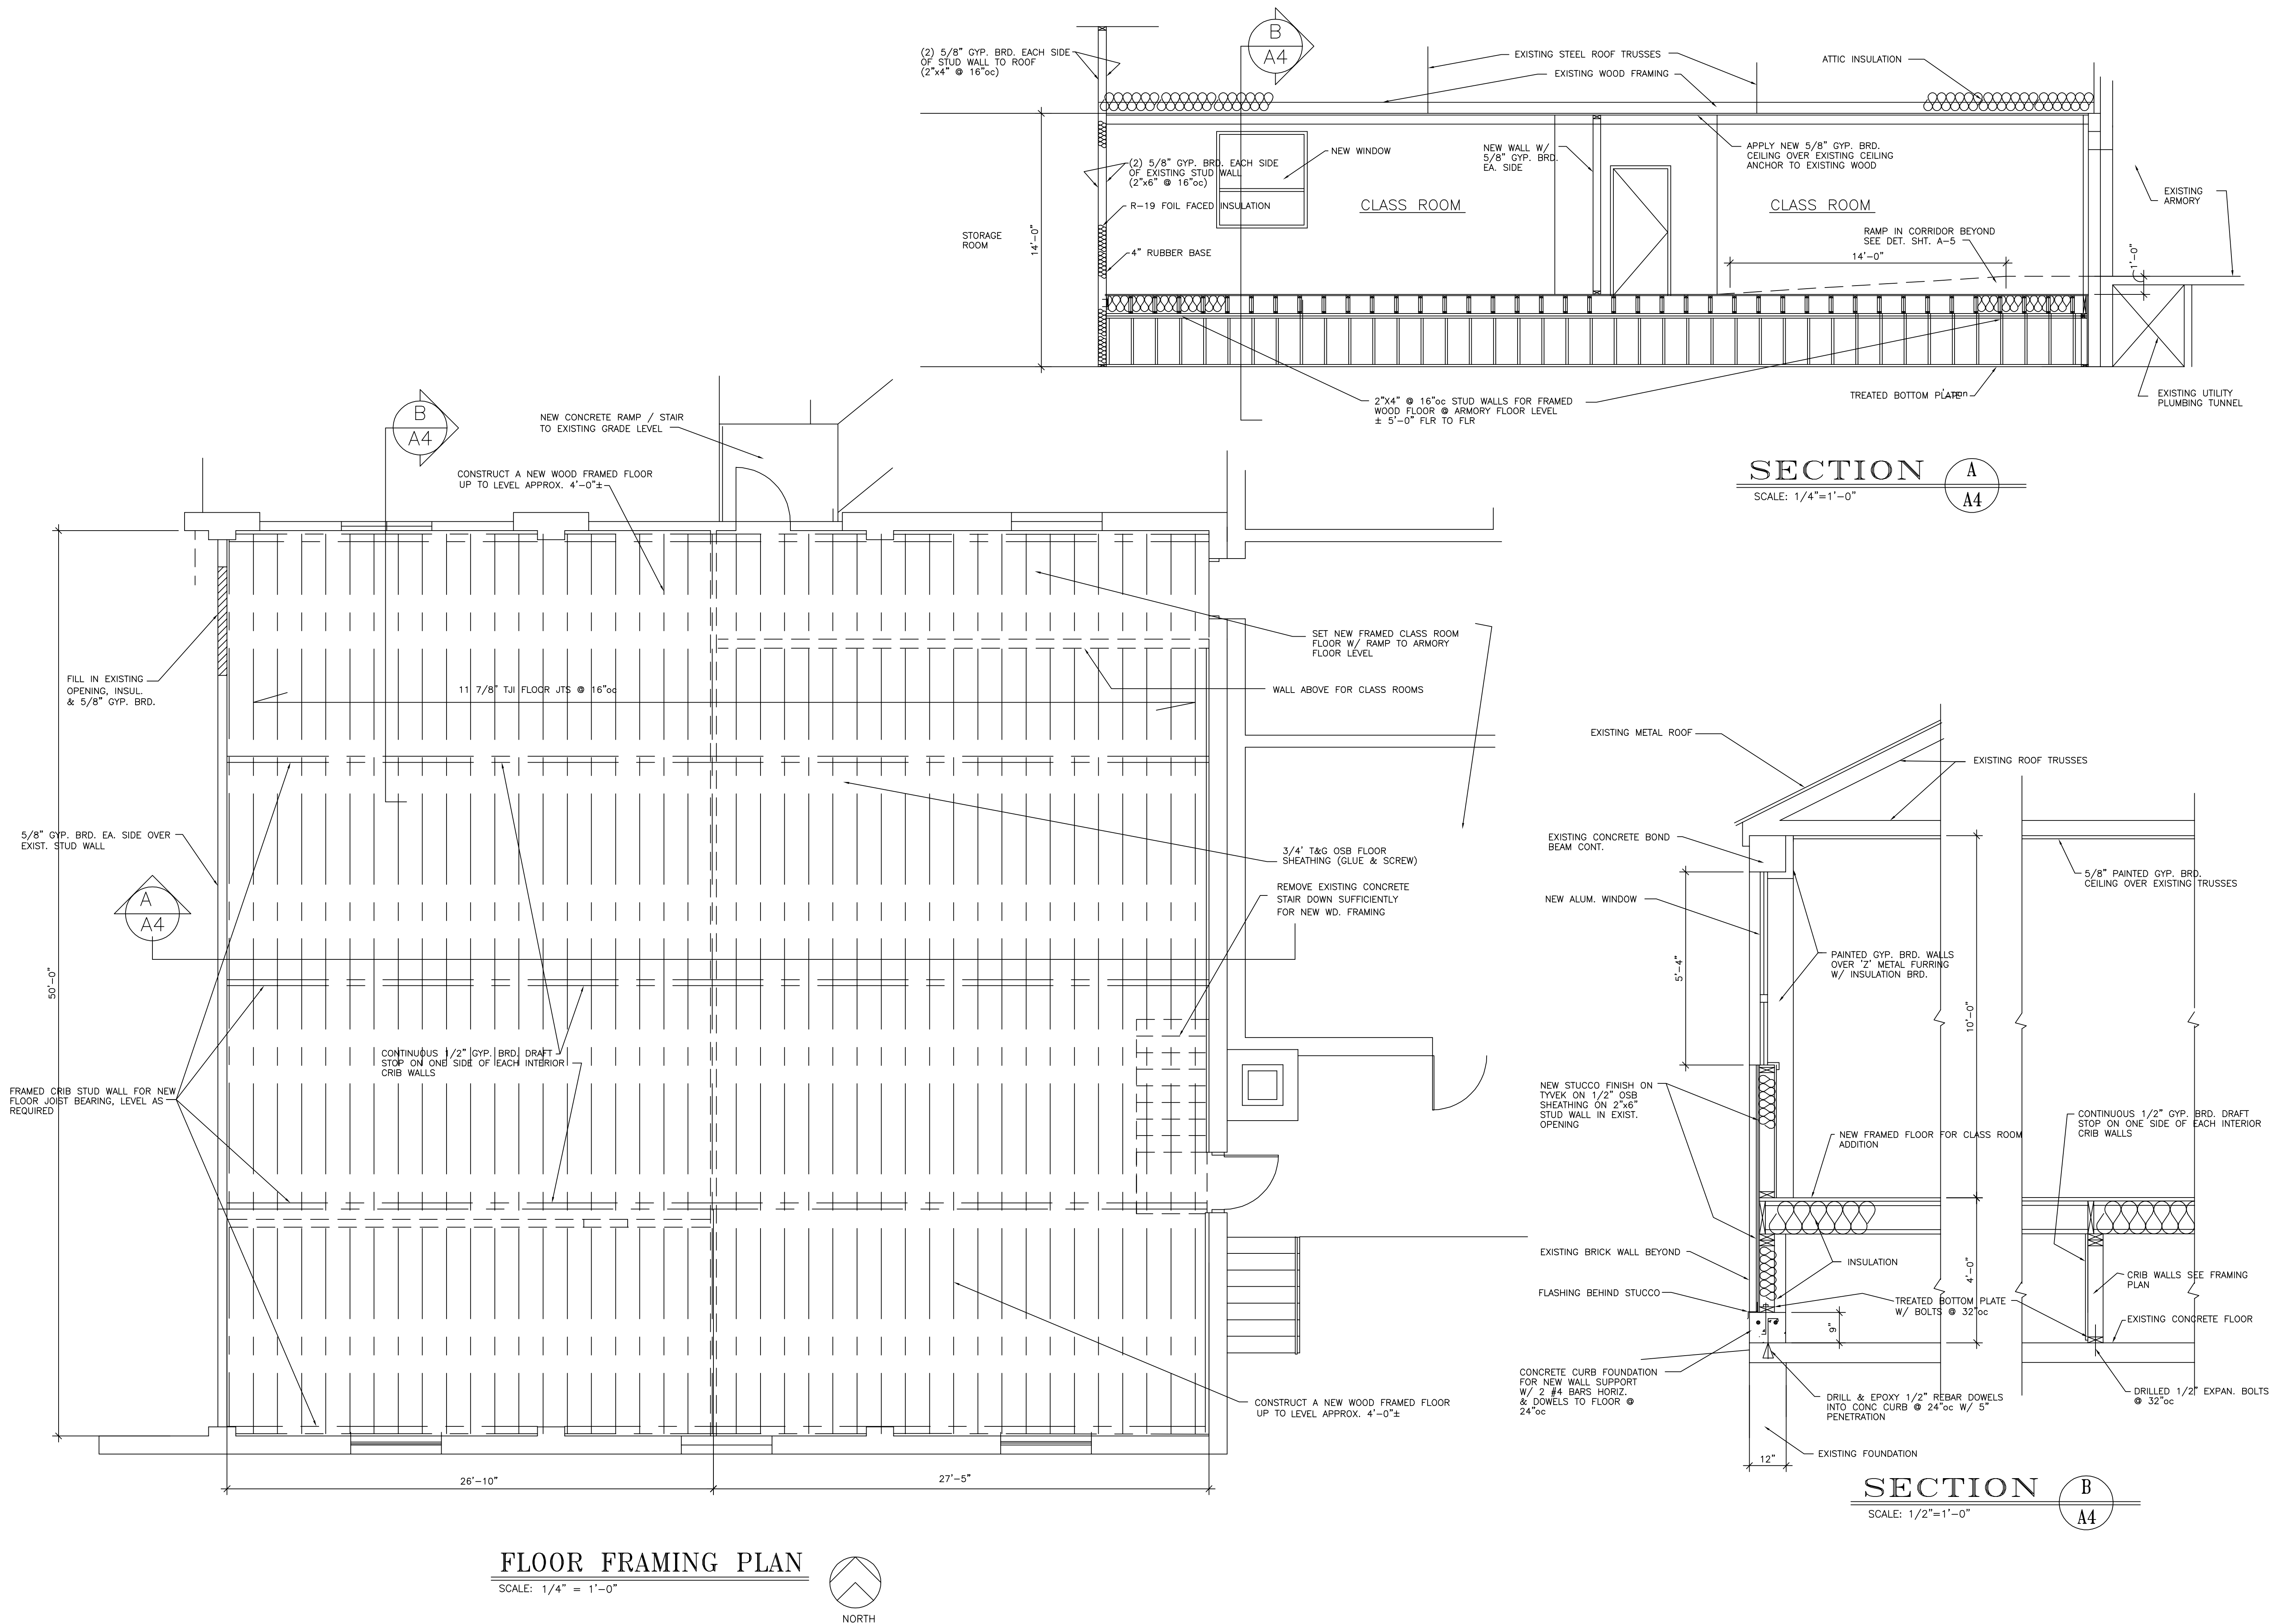 (2) 5/8" GYP. BRD. EACH SIDE
OF STUD WALL TO ROOF
(2"x4" @ 16"oc)
B
A4
EXISTING STEEL ROOF TRUSSES
EXISTING WOOD FRAMING
ATTIC INSULATION
(2) 5/8" GYP. BRD. EACH SIDE
OF EXISTING STUD WALL
(2"x6" @ 16"oc)
NEW WINDOW
NEW WALL W/
5/8" GYP. BRD.
EA. SIDE
APPLY NEW 5/8" GYP. BRD.
CEILING OVER EXISTING CEILING
ANCHOR TO EXISTING WOOD
EXISTING
ARMORY
R-19 FOIL FACED INSULATION
CLASS ROOM
CLASS ROOM
STORAGE
ROOM
14'-0"
4" RUBBER BASE
RAMP IN CORRIDOR BEYOND
SEE DET. SHT. A-5
14'-0"
1'-0"
2"X4" @ 16"oc STUD WALLS FOR FRAMED
WOOD FLOOR @ ARMORY FLOOR LEVEL
± 5'-0" FLR TO FLR
TREATED BOTTOM PLATE
EXISTING UTILITY
PLUMBING TUNNEL
SECTION
A
A4
SCALE: 1/4"=1'-0"
B
A4
NEW CONCRETE RAMP / STAIR
TO EXISTING GRADE LEVEL
CONSTRUCT A NEW WOOD FRAMED FLOOR
UP TO LEVEL APPROX. 4'-0"±
SET NEW FRAMED CLASS ROOM
FLOOR W/ RAMP TO ARMORY
FLOOR LEVEL
FILL IN EXISTING
OPENING, INSUL.
& 5/8" GYP. BRD.
11 7/8" TJI FLOOR JTS @ 16"oc
WALL ABOVE FOR CLASS ROOMS
5/8" GYP. BRD. EA. SIDE OVER
EXIST. STUD WALL
3/4' T&G OSB FLOOR
SHEATHING (GLUE & SCREW)
REMOVE EXISTING CONCRETE
STAIR DOWN SUFFICIENTLY
FOR NEW WD. FRAMING
A
A4
50'-0"
CONTINUOUS 1/2" GYP. BRD. DRAFT
STOP ON ONE SIDE OF EACH INTERIOR
CRIB WALLS
FRAMED CRIB STUD WALL FOR NEW
FLOOR JOIST BEARING, LEVEL AS
REQUIRED
CONSTRUCT A NEW WOOD FRAMED FLOOR
UP TO LEVEL APPROX. 4'-0"±
26'-10"
27'-5"
FLOOR FRAMING PLAN
SCALE: 1/4" = 1'-0"
NORTH
EXISTING METAL ROOF
EXISTING ROOF TRUSSES
EXISTING CONCRETE BOND
BEAM CONT.
5/8" PAINTED GYP. BRD.
CEILING OVER EXISTING TRUSSES
NEW ALUM. WINDOW
5'-4"
PAINTED GYP. BRD. WALLS
OVER 'Z' METAL FURRING
W/ INSULATION BRD.
10'-0"
NEW STUCCO FINISH ON
TYVEK ON 1/2" OSB
SHEATHING ON 2"x6"
STUD WALL IN EXIST.
OPENING
CONTINUOUS 1/2" GYP. BRD. DRAFT
STOP ON ONE SIDE OF EACH INTERIOR
CRIB WALLS
NEW FRAMED FLOOR FOR CLASS ROOM
ADDITION
EXISTING BRICK WALL BEYOND
INSULATION
4'-0"
CRIB WALLS SEE FRAMING
PLAN
FLASHING BEHIND STUCCO
TREATED BOTTOM PLATE
W/ BOLTS @ 32"oc
9"
EXISTING CONCRETE FLOOR
CONCRETE CURB FOUNDATION
FOR NEW WALL SUPPORT
W/ 2 #4 BARS HORIZ.
& DOWELS TO FLOOR @
24"oc
DRILL & EPOXY 1/2" REBAR DOWELS
INTO CONC CURB @ 24"oc W/ 5"
PENETRATION
DRILLED 1/2" EXPAN. BOLTS
@ 32"oc
12"
EXISTING FOUNDATION
SECTION
B
A4
SCALE: 1/2"=1'-0"